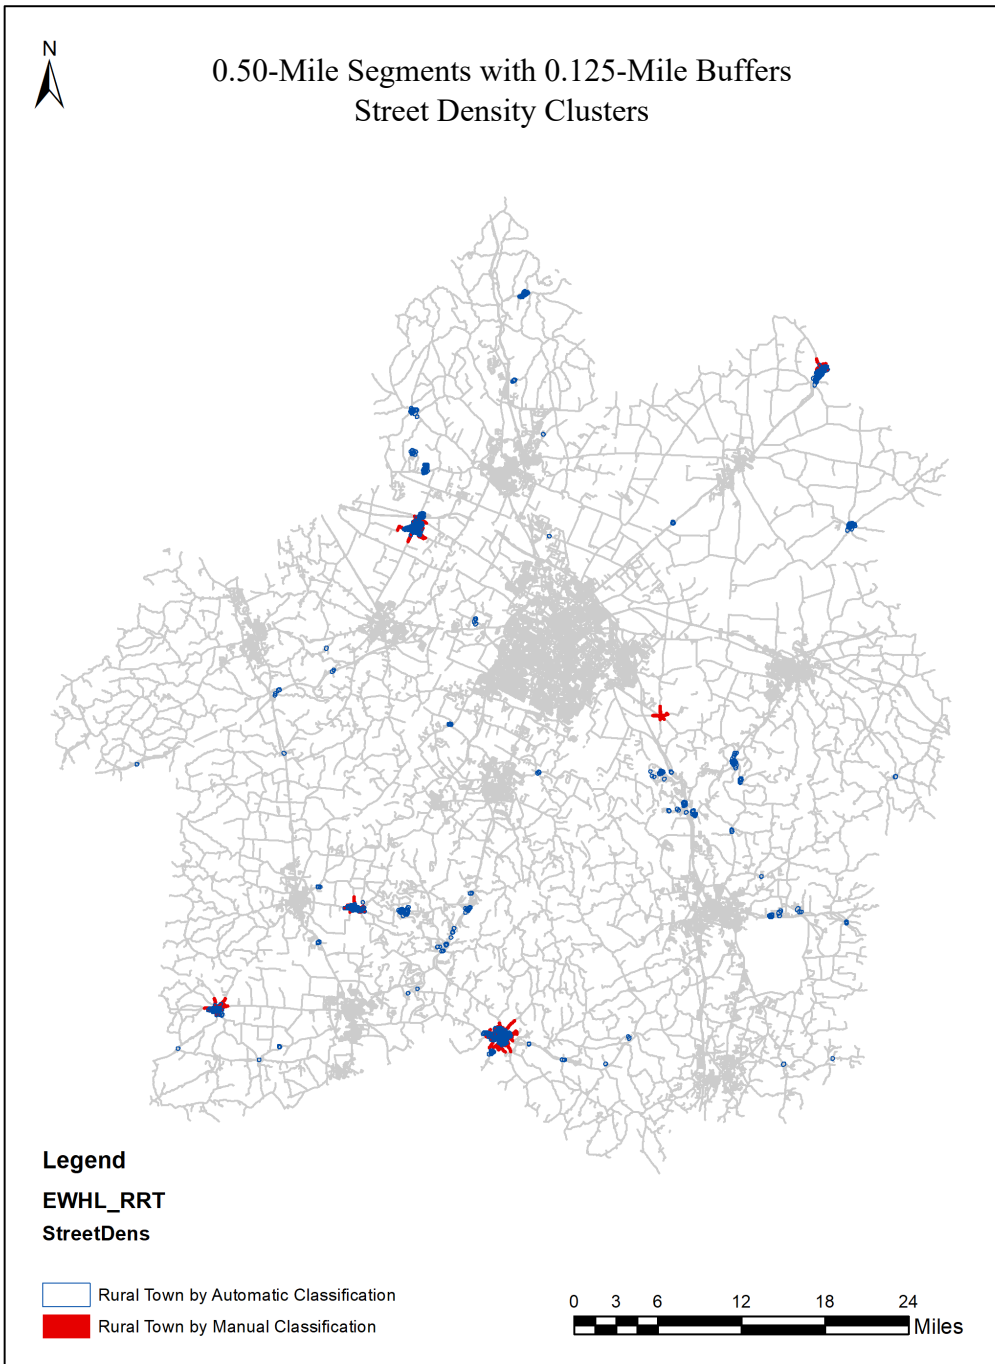 N
0.50-Mile Segments with 0.125-Mile Buffers
Street Density Clusters
Legend
EWHL_RRT
StreetDens
Rural Town by Automatic Classification
Rural Town by Manual Classification
0 3 6 12 18 24
Miles